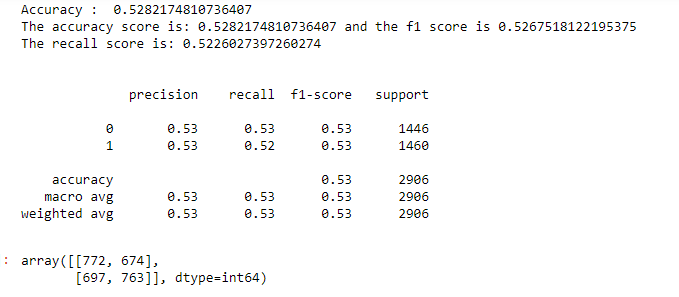 Accuracy :  0.5282174810736407
The accuracy score is: 0.5282174810736407 and the f1 score is 0.5267518122195375
The recall score is: 0.5226027397260274
precision    recall  f1-score   support
0       0.53      0.53      0.53      1446
1       0.53      0.52      0.53      1460
accuracy                           0.53      2906
macro avg       0.53      0.53      0.53      2906
weighted avg       0.53      0.53      0.53      2906
: array([[772, 674],
[697, 763]], dtype=int64)